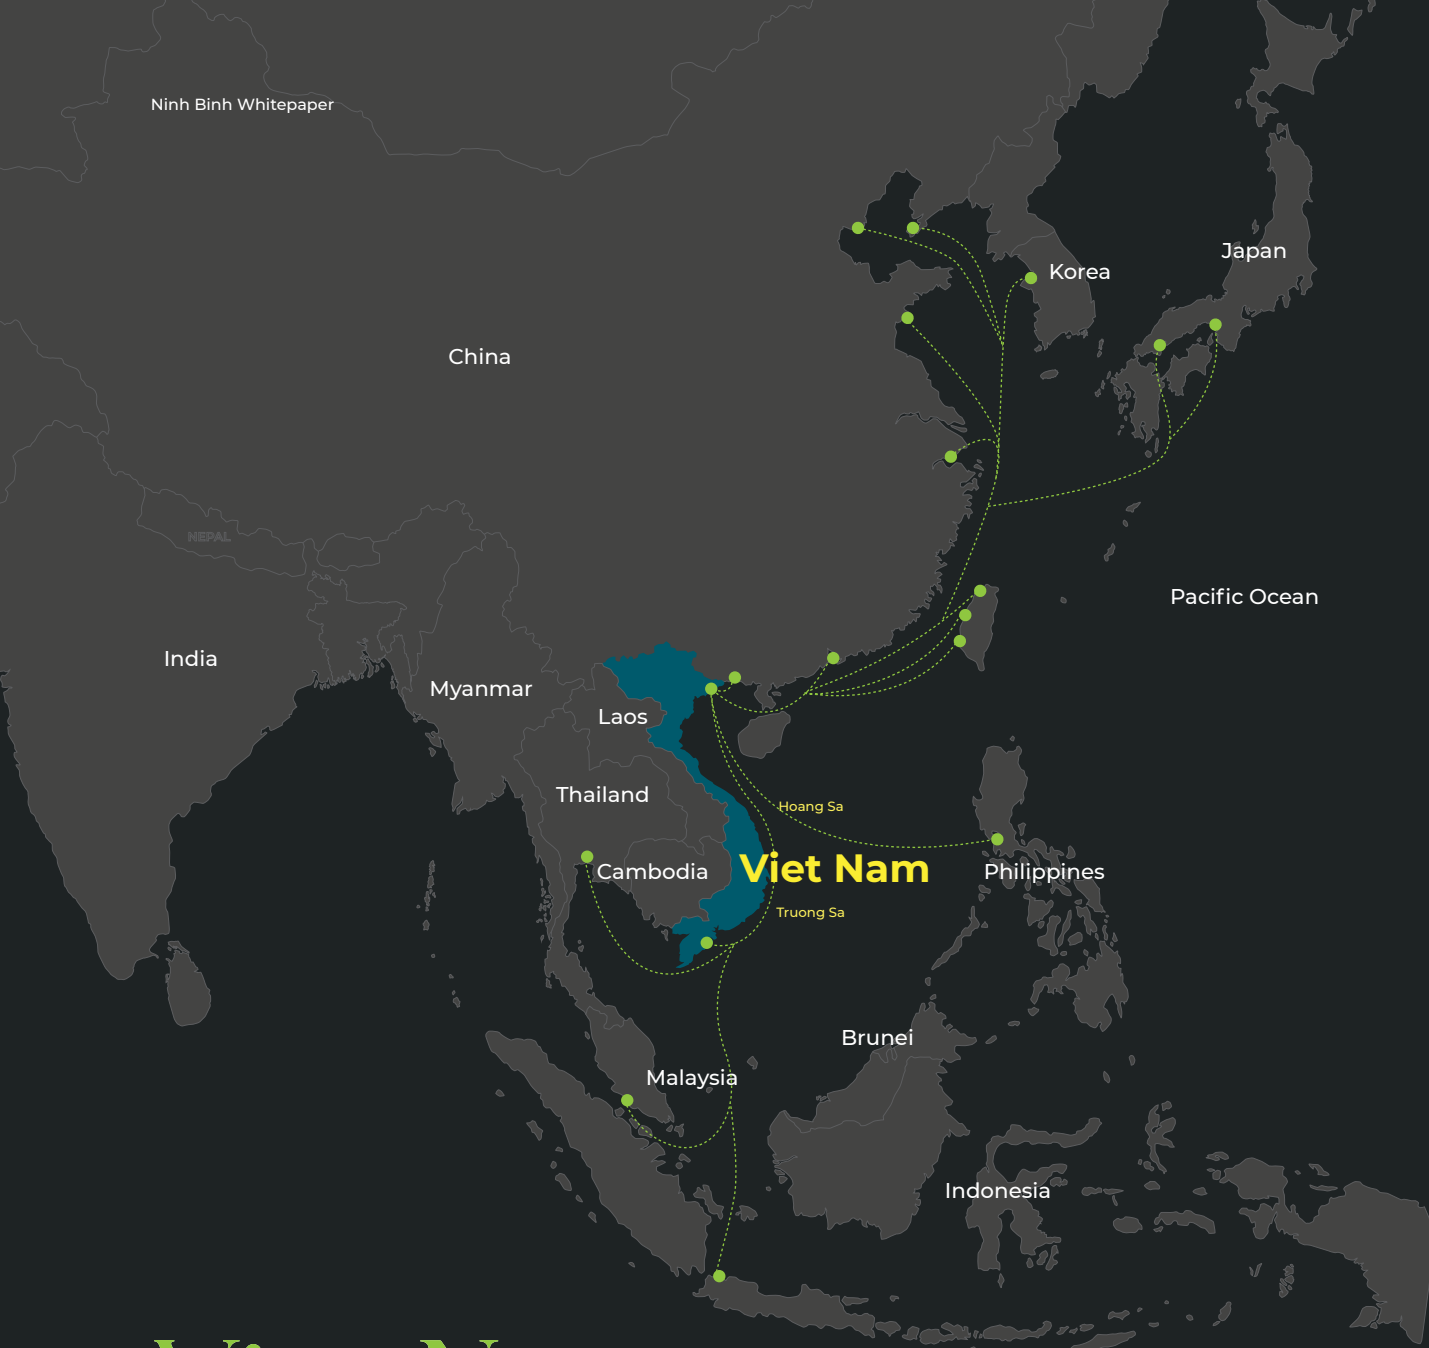 Ninh Binh Whitepaper
Japan
Korea
China
NEPAL
Pacific Ocean
India
Myanmar
Laos
Thailand
Hoang Sa
Viet Nam
Cambodia
Philippines
Truong Sa
Brunei
Malaysia
Indonesia